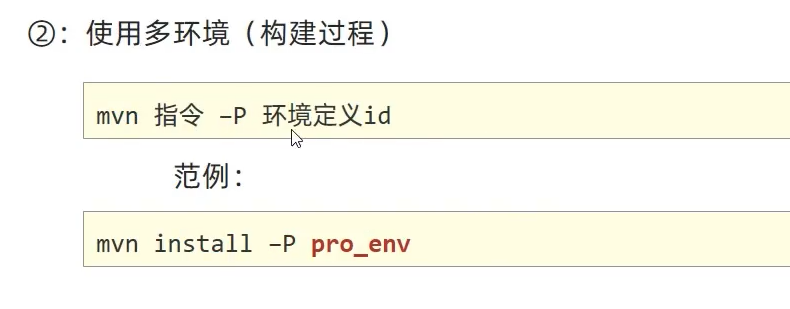 ②：使用多环境（构建过程）
mvn 指令 –P 环境定义id
范例：
mvn install –P pro_env